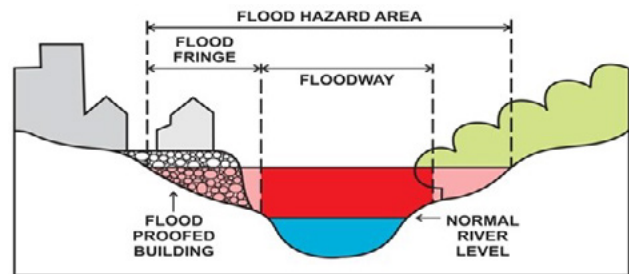 FLOOD HAZARD AREA
FLOOD
FRINGE
FLOODWAY
FLOOD
PROOFED
BUILDING
NORMAL
RIVER
LEVEL